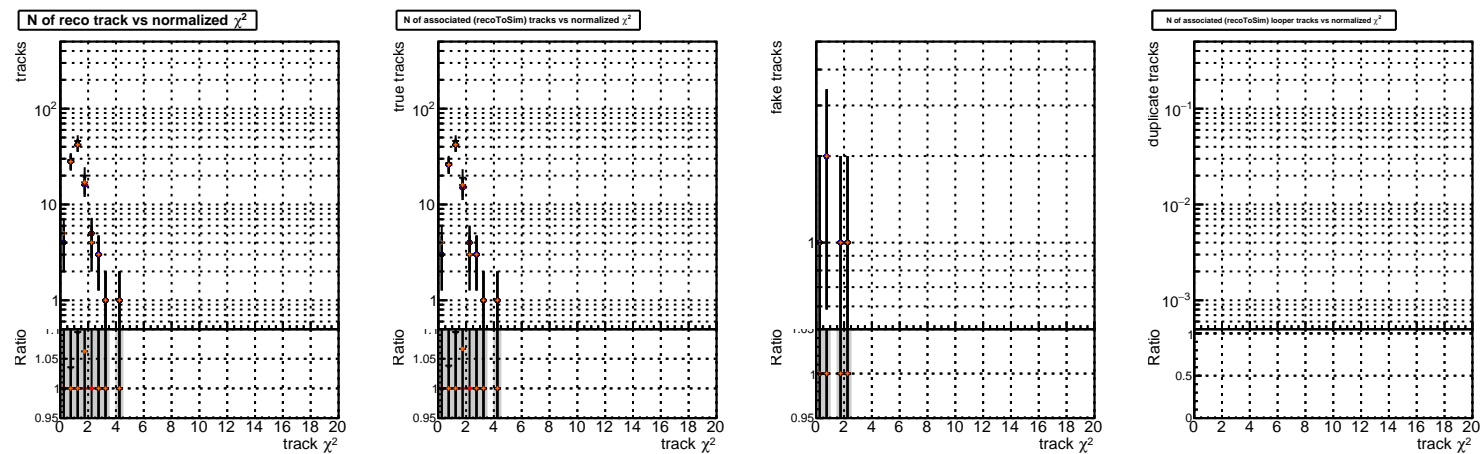 N of reco track vs normalized χ²
tracks
10²
10
1
Ratio
1.1
1.05
1
0.95
0 2 4 6 8 10 12 14 16 18 20
track χ²
N of associated (recoToSim) tracks vs normalized χ²
true tracks
10²
10
1
Ratio
1.1
1.05
1
0.95
0 2 4 6 8 10 12 14 16 18 20
track χ²
fake tracks
1
Ratio
1.05
1
0.95
0 2 4 6 8 10 12 14 16 18 20
track χ²
N of associated (recoToSim) looper tracks vs normalized χ²
duplicate tracks
10⁻¹
10⁻²
10⁻³
Ratio
1
0.5
0
0 2 4 6 8 10 12 14 16 18 20
track χ²